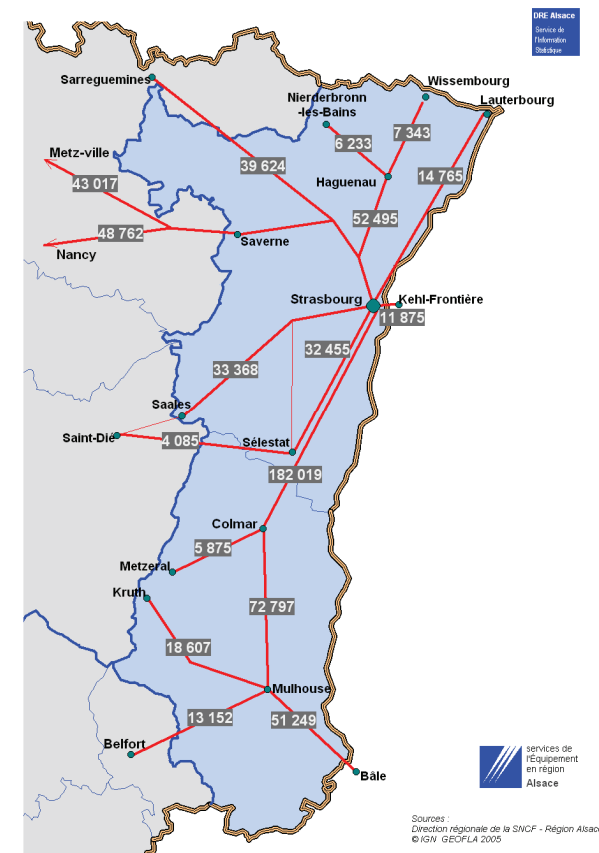 DRE Alsace
Service de
l'Information
Statistique
Sarreguimines
Wissembourg
Nierderbronn
-les-Bains
Lauterbourg
7 343
6 233
Metz-ville
39 624
14 765
43 017
Haguenau
52 495
48 762
Saverne
Nancy
Strasbourg
Kehl-Frontière
11 875
32 455
33 368
Saales
Saint-Dié
4 085
Sélestat
182 019
Colmar
5 875
Metzeral
Kruth
72 797
18 607
Mulhouse
13 152
51 249
Belfort
Bâle
services de
l'Équipement
en région
Alsace
Sources :
Direction régionale de la SNCF - Région Alsace
© IGN GEOFLA 2005